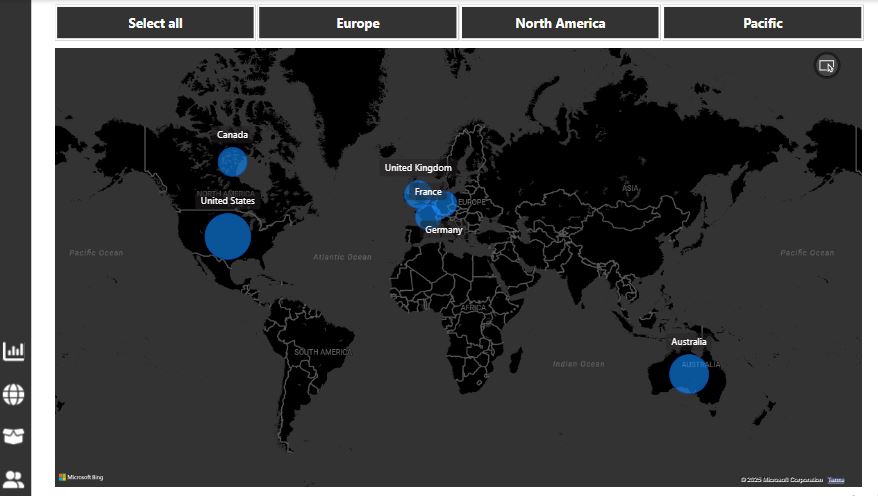 Select all
Europe
North America
Pacific
Canada
United Kingdom
NORTH AMERICA
United States
France
EUROPE
ASIA
Germany
Pacific Ocean
Atlantic Ocean
Pacific Ocean
AFRICA
Australia
SOUTH AMERICA
Indian Ocean
AUSTRALIA
Microsoft Bing
© 2025 Microsoft Corporation Terms